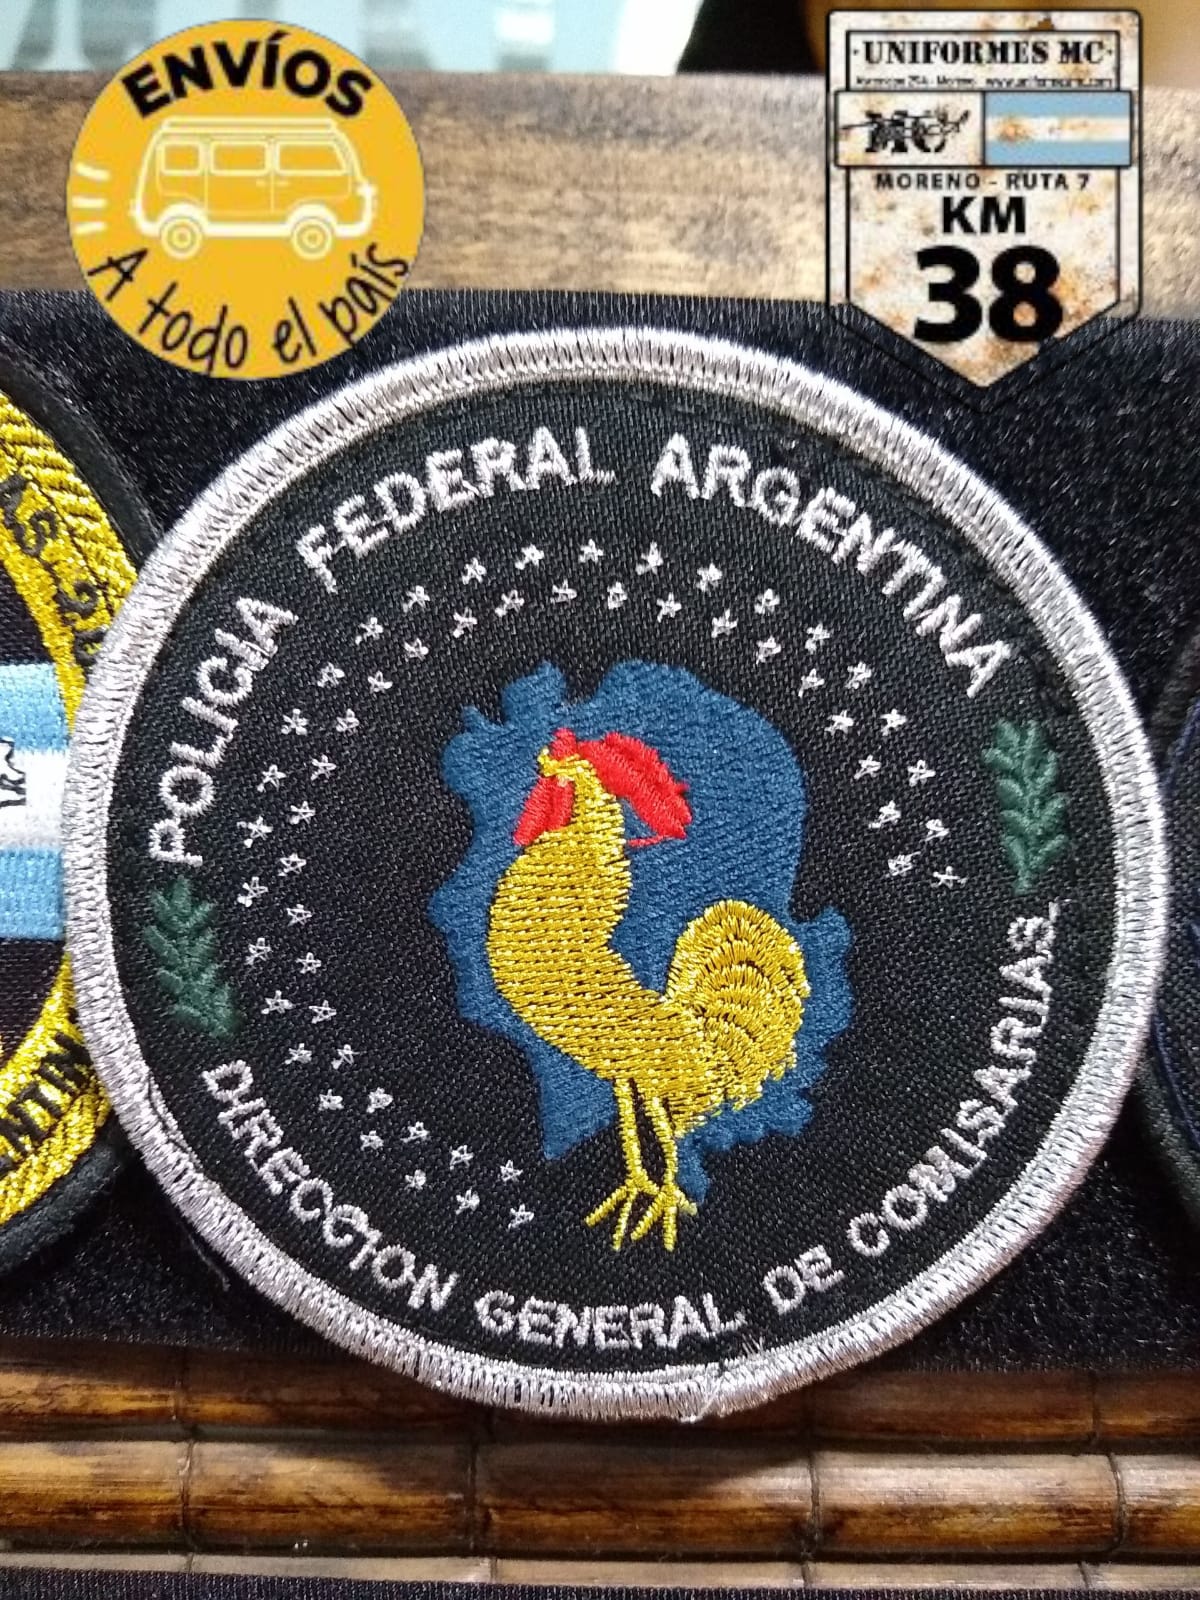 ENVÍOS
A todo el país
·UNIFORMES MC·
MC
MORENO - RUTA 7
KM
38
POLICIA FEDERAL ARGENTINA
DIRECCION GENERAL DE COMISARIAS